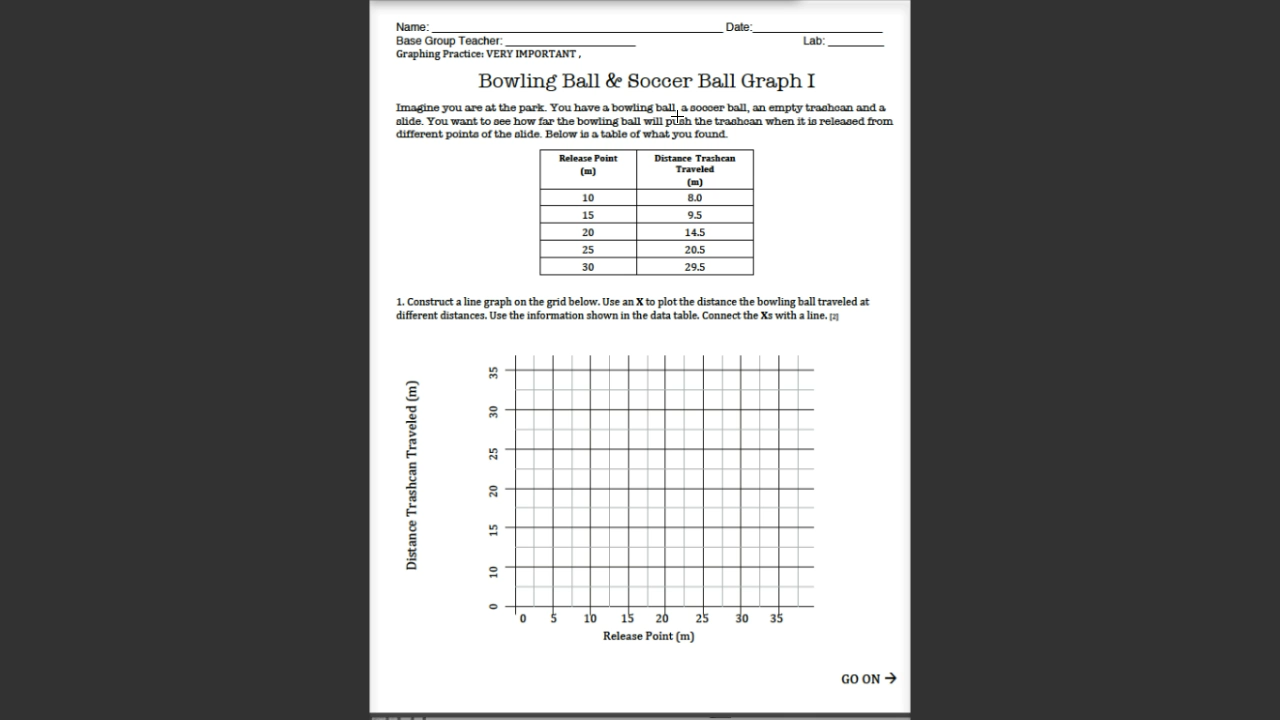 Name: ______________________ Date:______________
Base Group Teacher: ______________ Lab: ______
Graphing Practice: VERY IMPORTANT ,
Bowling Ball & Soccer Ball Graph I
Imagine you are at the park. You have a bowling ball, a soccer ball, an empty trashcan and a
slide. You want to see how far the bowling ball will push the trashcan when it is released from
different points of the slide. Below is a table of what you found.
Release Point (m) Distance Trashcan Traveled (m)
10 8.0
15 9.5
20 14.5
25 20.5
30 29.5
1. Construct a line graph on the grid below. Use an X to plot the distance the bowling ball traveled at
different distances. Use the information shown in the data table. Connect the Xs with a line. [2]
Distance Trashcan Traveled (m)
35
30
25
20
15
10
0
0 5 10 15 20 25 30 35
Release Point (m)
GO ON →